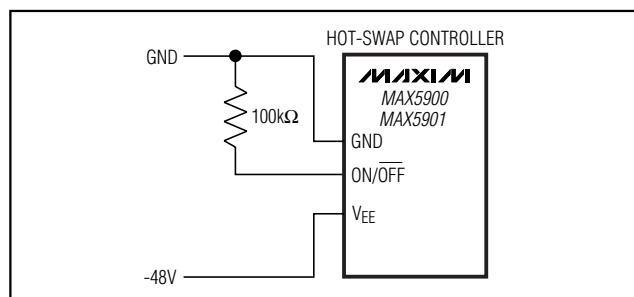 HOT-SWAP CONTROLLER
GND
MAXIM
MAX5900
MAX5901
100kΩ
GND
ON/OFF
VEE
-48V